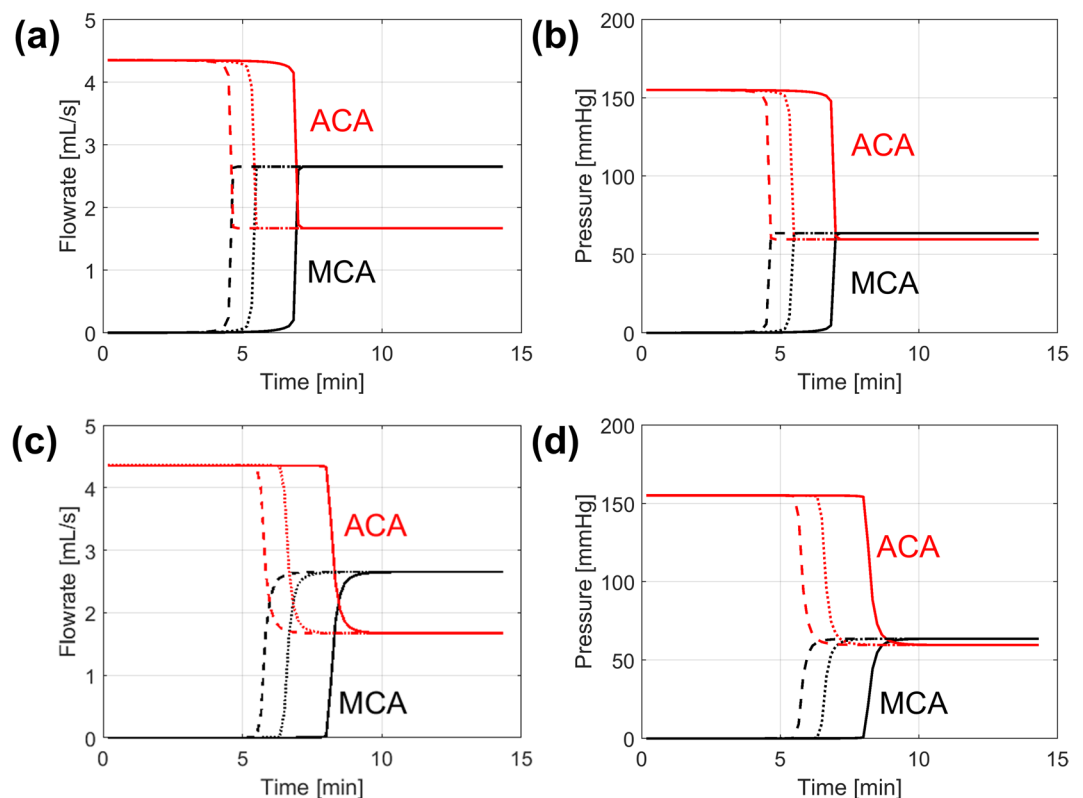 (a)
5
4
3
2
1
0
Flowrate [mL/s]
ACA
MCA
0 5 10 15
Time [min]
(b)
200
150
100
50
0
Pressure [mmHg]
ACA
MCA
0 5 10 15
Time [min]
(c)
5
4
3
2
1
0
Flowrate [mL/s]
ACA
MCA
0 5 10 15
Time [min]
(d)
200
150
100
50
0
Pressure [mmHg]
ACA
MCA
0 5 10 15
Time [min]